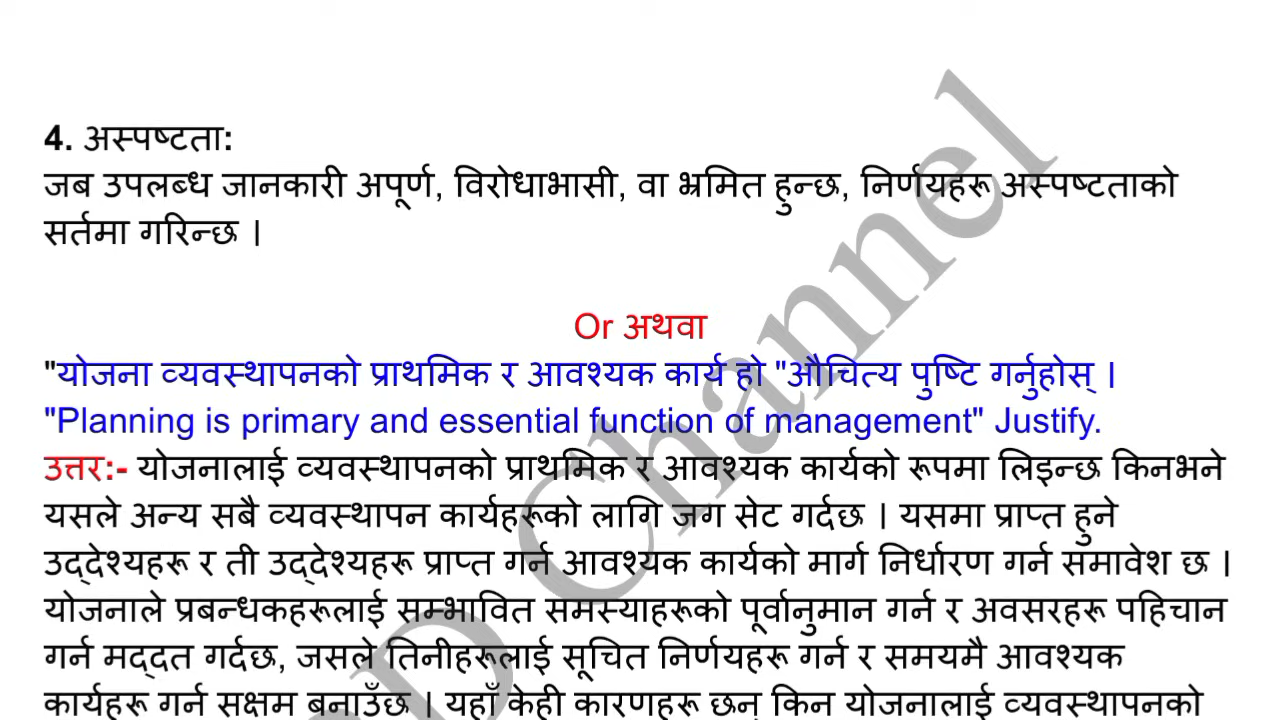 4. अस्पष्टता:
जब उपलब्ध जानकारी अपूर्ण, विरोधाभासी, वा भ्रमित हुन्छ, निर्णयहरू अस्पष्टताको
सर्तमा गरिन्छ ।
Or अथवा
"योजना व्यवस्थापनको प्राथमिक र आवश्यक कार्य हो "औचित्य पुष्टि गर्नुहोस् ।
"Planning is primary and essential function of management" Justify.
उत्तर:- योजनालाई व्यवस्थापनको प्राथमिक र आवश्यक कार्यको रूपमा लिइन्छ किनभने
यसले अन्य सबै व्यवस्थापन कार्यहरूको लागि जग सेट गर्दछ । यसमा प्राप्त हुने
उद्देश्यहरू र ती उद्देश्यहरू प्राप्त गर्न आवश्यक कार्यको मार्ग निर्धारण गर्न समावेश छ ।
योजनाले प्रबन्धकहरूलाई सम्भावित समस्याहरूको पूर्वानुमान गर्न र अवसरहरू पहिचान
गर्न मद्दत गर्दछ, जसले तिनीहरूलाई सूचित निर्णयहरू गर्न र समयमै आवश्यक
कार्यहरू गर्न सक्षम बनाउँछ । यहाँ केही कारणहरू छन् किन योजनालाई व्यवस्थापनको
D Channel